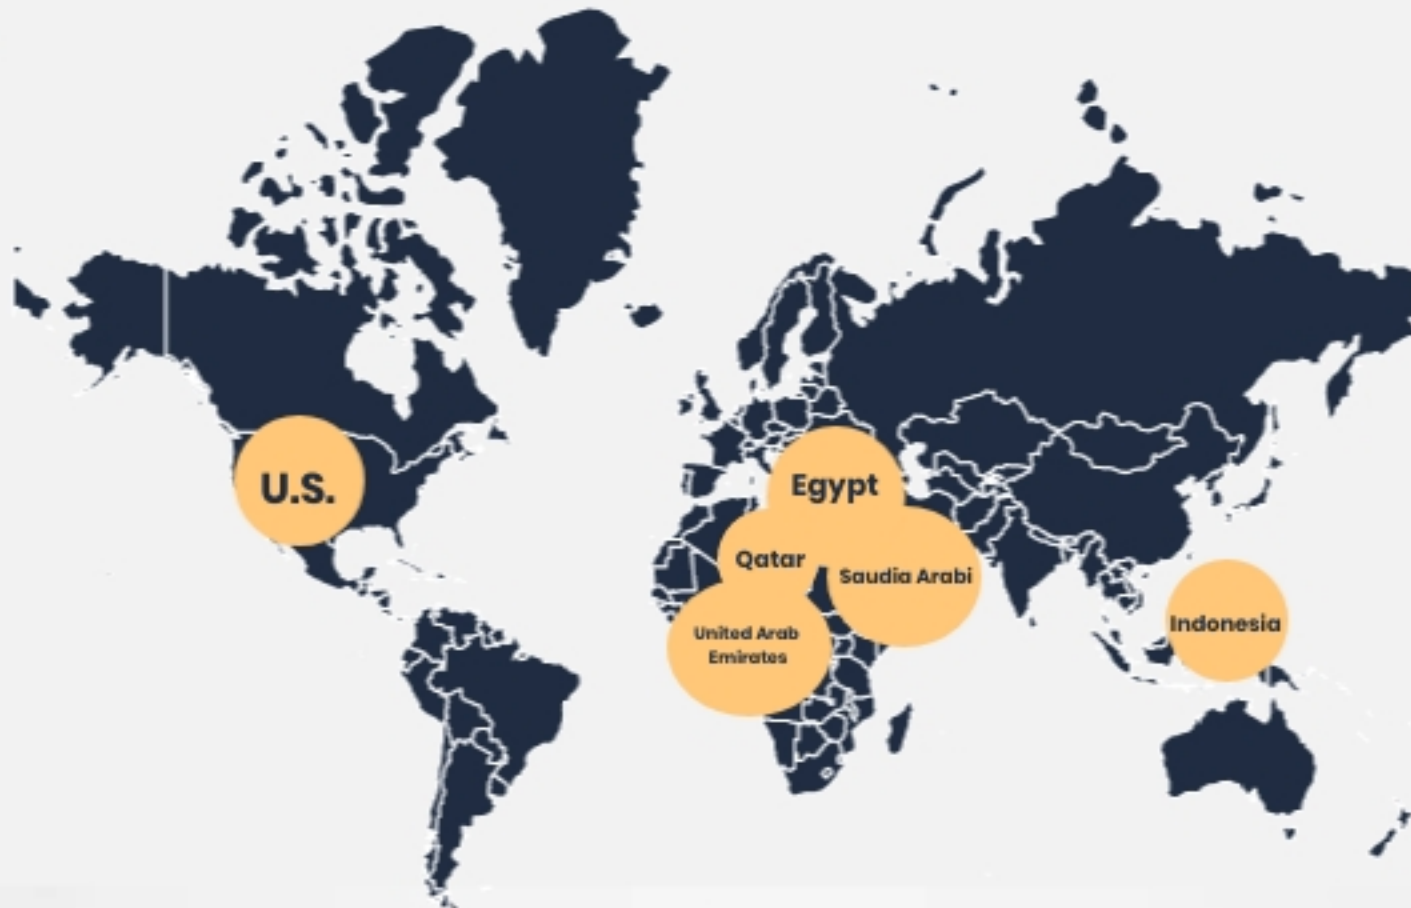 U.S.
Egypt
Qatar
Saudia Arabi
Indonesia
United Arab
Emirates